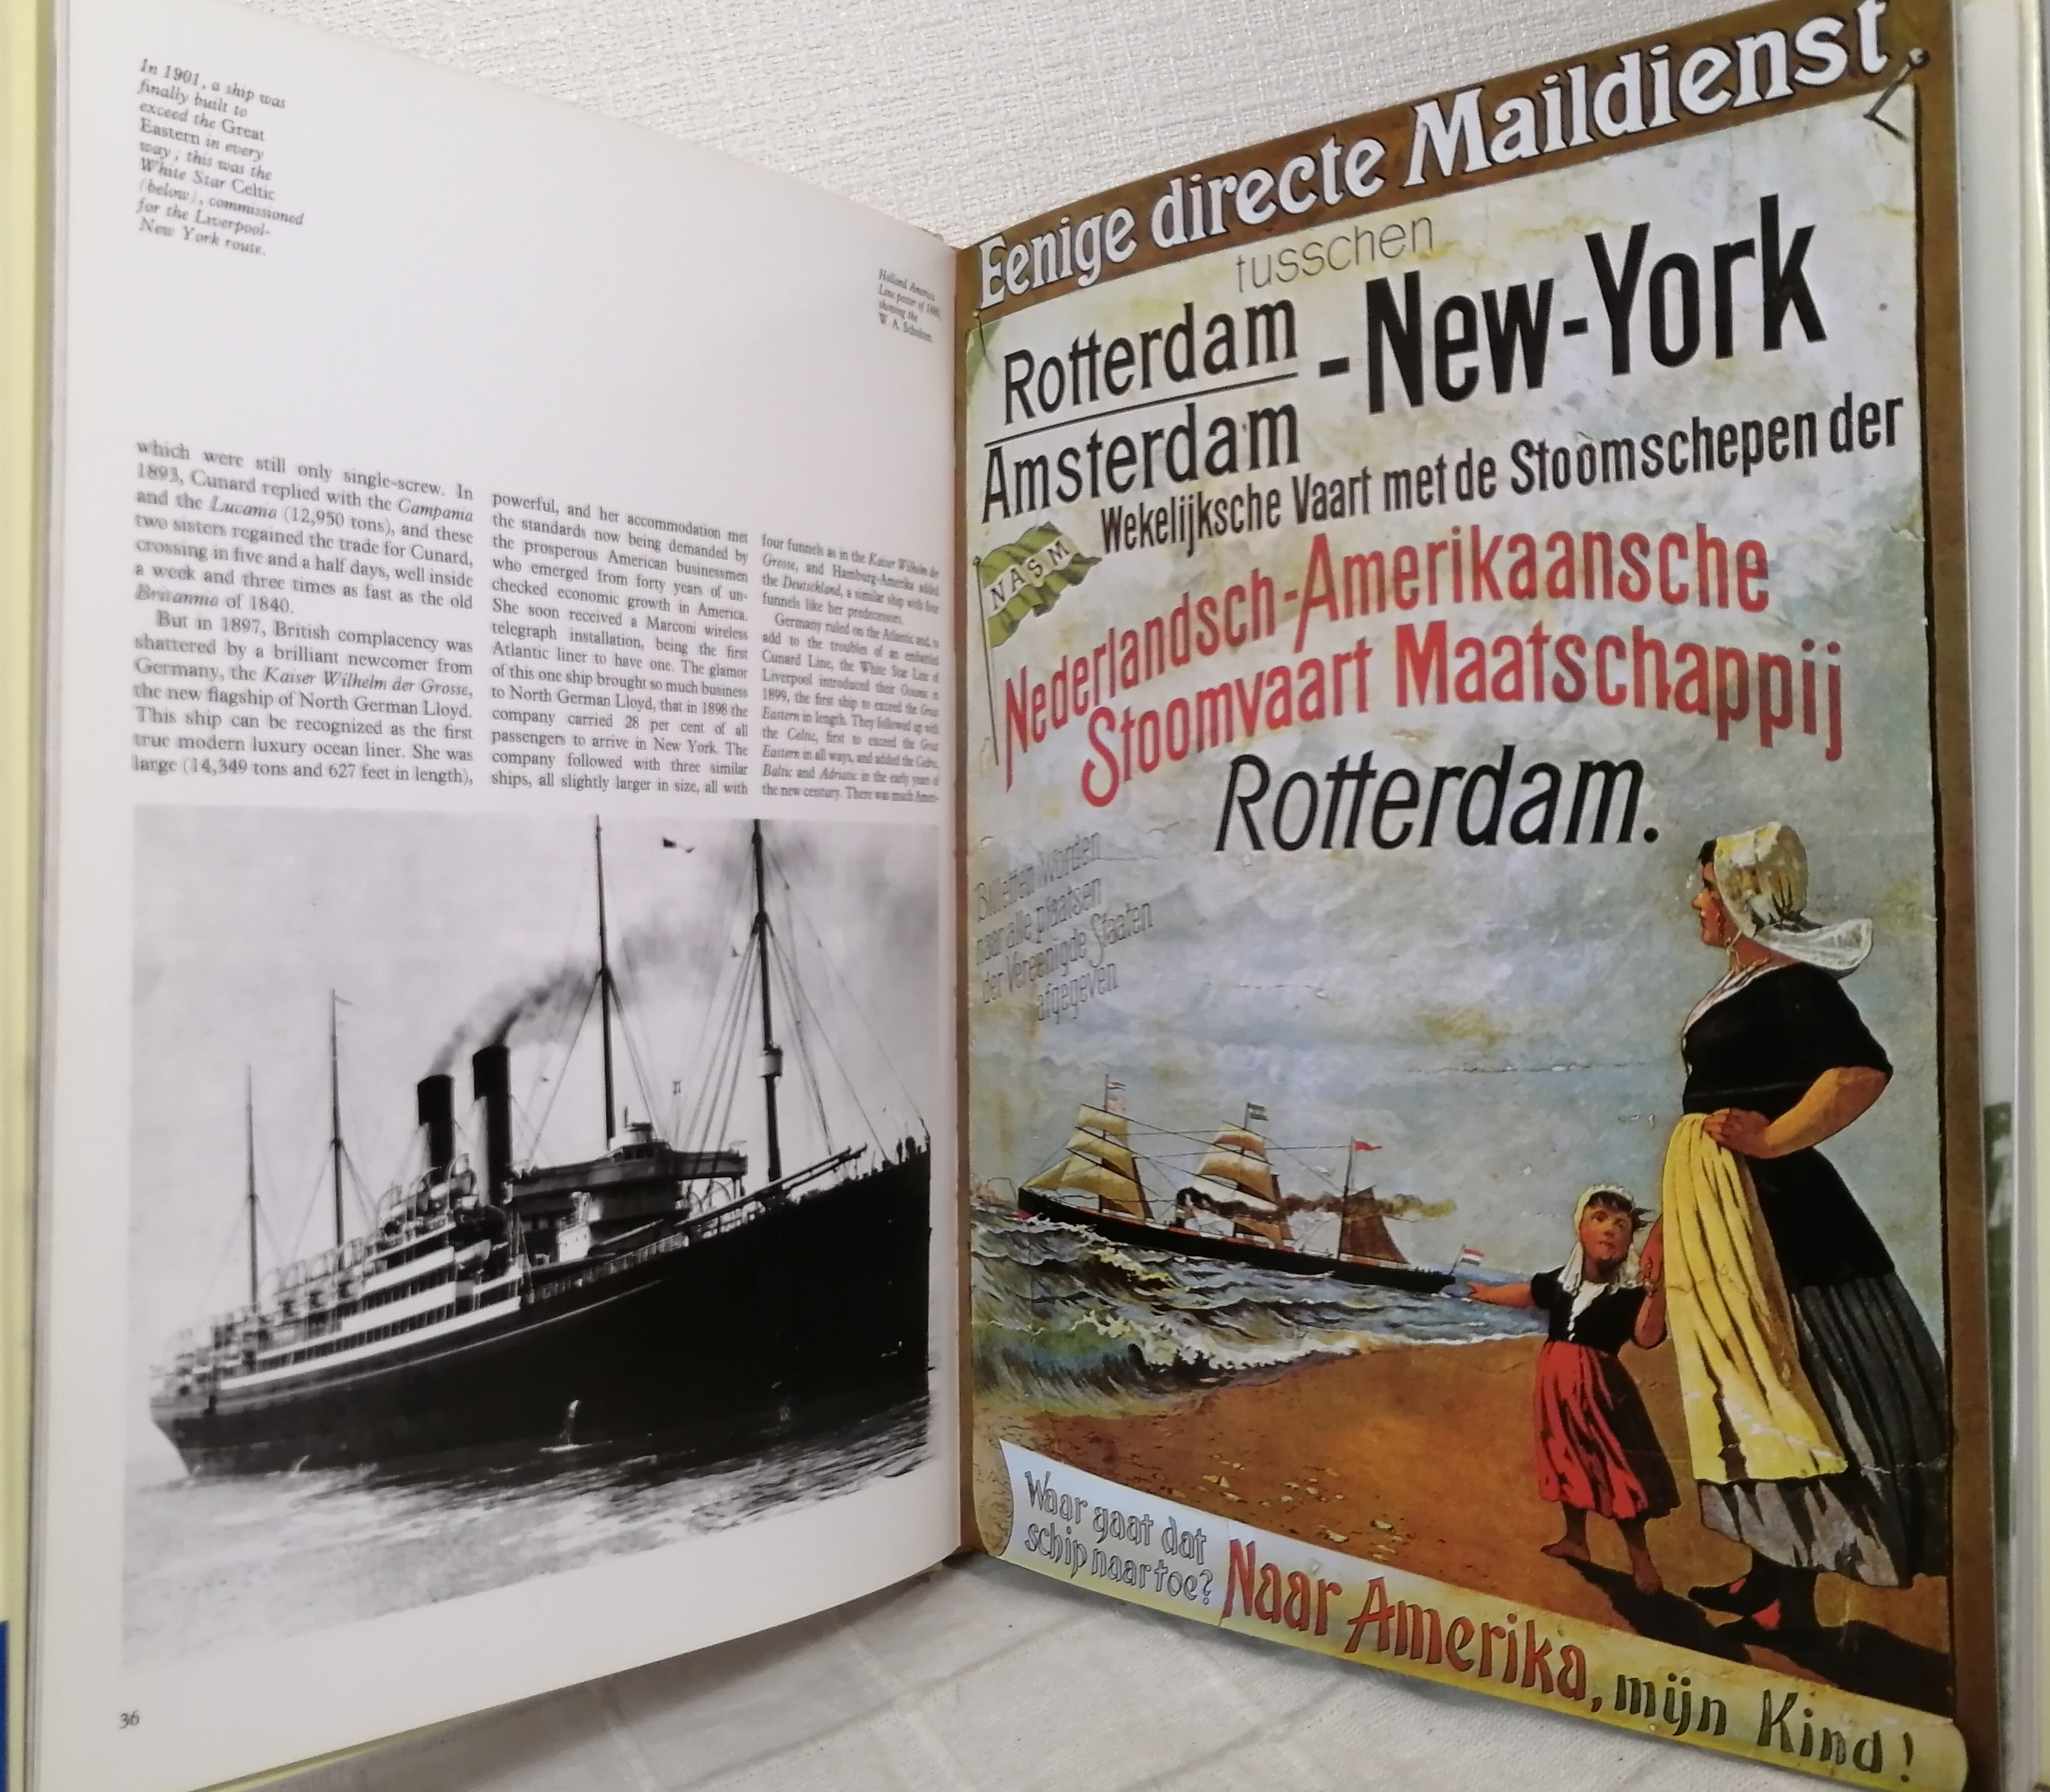 In 1901, a ship was
finally built to
exceed the Great
Eastern in every
way; this was the
White Star Celtic
(below), commissioned
for the Liverpool-
New York route.
Holland America
Line poster of 1890,
showing the
W. A. Scholten.
which were still only single-screw. In
1893, Cunard replied with the Campania
and the Lucania (12,950 tons), and these
two sisters regained the trade for Cunard,
crossing in five and a half days, well inside
a week and three times as fast as the old
Britannia of 1840.
But in 1897, British complacency was
shattered by a brilliant newcomer from
Germany, the Kaiser Wilhelm der Grosse,
the new flagship of North German Lloyd.
This ship can be recognized as the first
true modern luxury ocean liner. She was
large (14,349 tons and 627 feet in length),
powerful, and her accommodation met
the standards now being demanded by
the prosperous American businessmen
who emerged from forty years of un-
checked economic growth in America.
She soon received a Marconi wireless
telegraph installation, being the first
Atlantic liner to have one. The glamor
of this one ship brought so much business
to North German Lloyd, that in 1898 the
company carried 28 per cent of all
passengers to arrive in New York. The
company followed with three similar
ships, all slightly larger in size, all with
four funnels as in the Kaiser Wilhelm der
Grosse, and Hamburg-Amerika added
the Deutschland, a similar ship with four
funnels like her predecessors.
Germany ruled on the Atlantic and, to
add to the troubles of an embattled
Cunard Line, the White Star Line of
Liverpool introduced their Oceanic in
1899, the first ship to exceed the Great
Eastern in length. They followed up with
the Celtic, first to exceed the Great
Eastern in all ways, and added the Cedric,
Baltic and Adriatic in the early years of
the new century. There was much Ameri-
36
Eenige directe Maildienst.
tusschen
Rotterdam
Amsterdam
-New-York
Wekelijksche Vaart met de Stoomschepen der
NASM
Nederlandsch-Amerikaansche
Stoomvaart Maatschappij
Rotterdam.
Billetten worden
naar alle plaatsen
der Vereenigde Staaten
afgegeven
Waar gaat dat
schip naar toe?
Naar Amerika, mijn Kind!